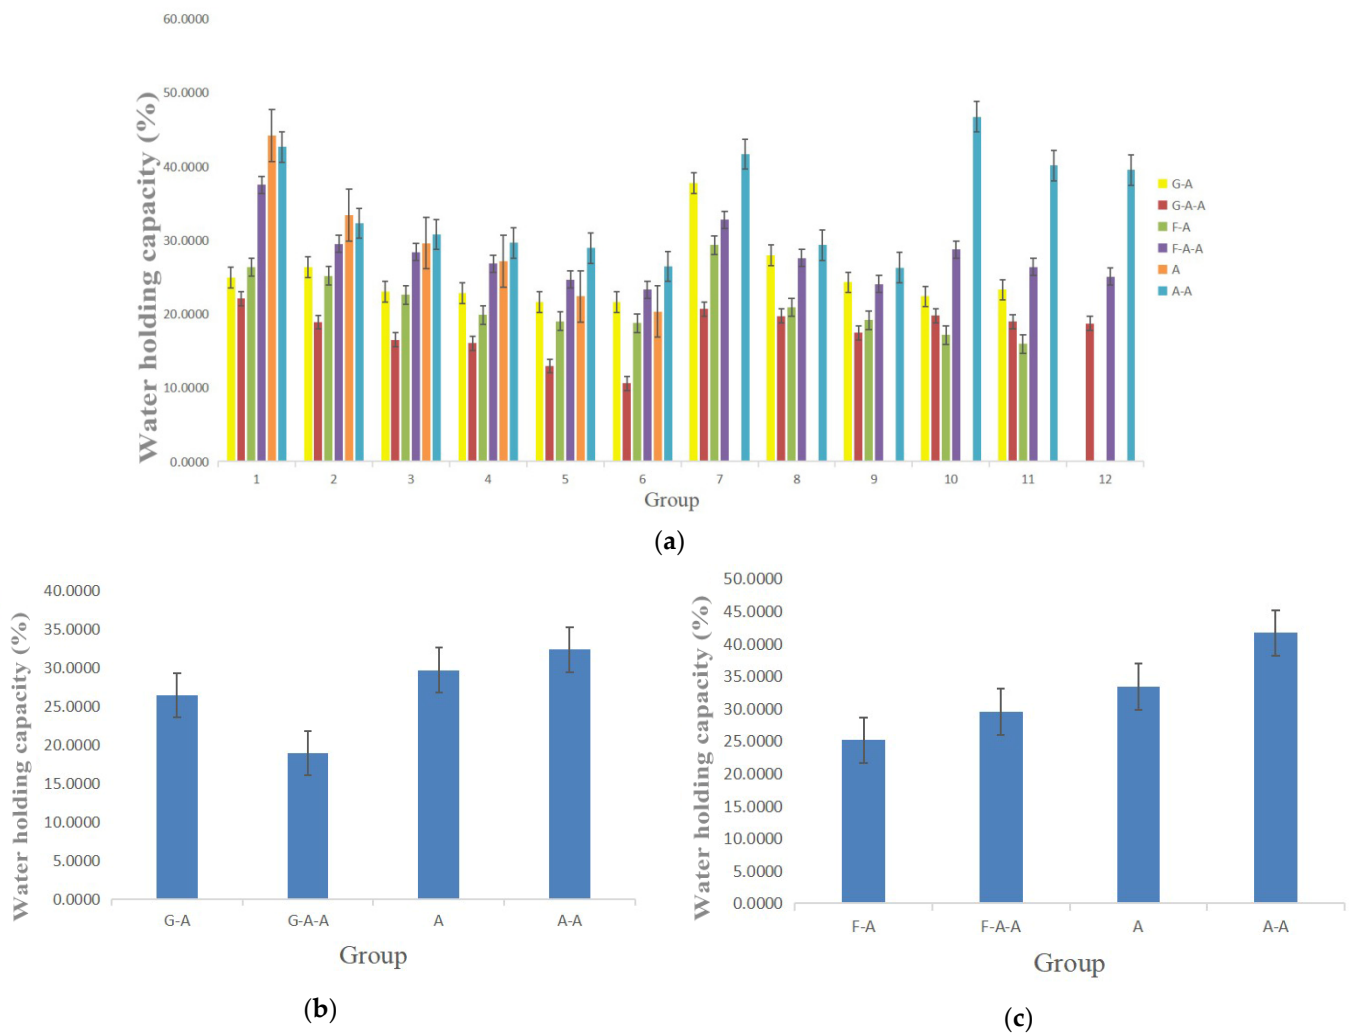 60.0000
50.0000
40.0000
30.0000
20.0000
10.0000
0.0000
Water holding capacity (%)
1 2 3 4 5 6 7 8 9 10 11 12
Group
G-A
G-A-A
F-A
F-A-A
A
A-A
(a)
40.0000
35.0000
30.0000
25.0000
20.0000
15.0000
10.0000
5.0000
0.0000
Water holding capacity (%)
G-A G-A-A A A-A
Group
(b)
50.0000
45.0000
40.0000
35.0000
30.0000
25.0000
20.0000
15.0000
10.0000
5.0000
0.0000
Water holding capacity (%)
F-A F-A-A A A-A
Group
(c)